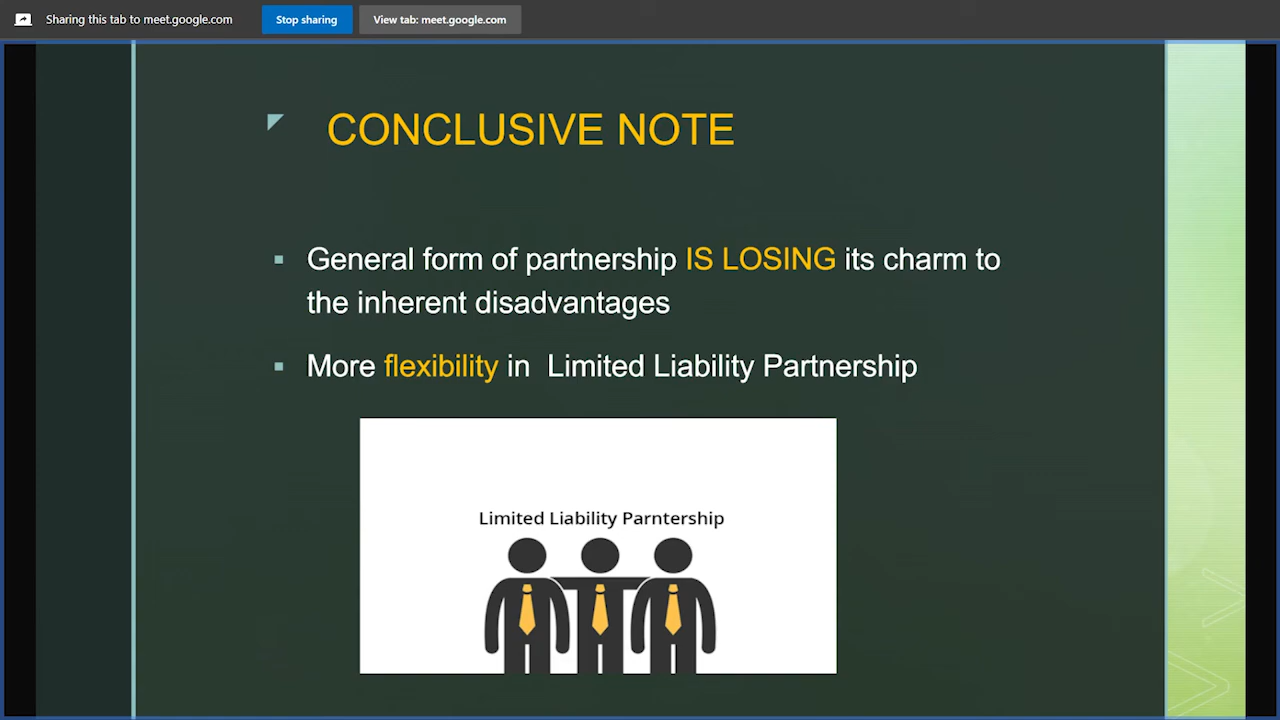 Sharing this tab to meet.google.com
Stop sharing
View tab: meet.google.com
CONCLUSIVE NOTE
General form of partnership IS LOSING its charm to
the inherent disadvantages
More flexibility in Limited Liability Partnership
Limited Liability Parntership